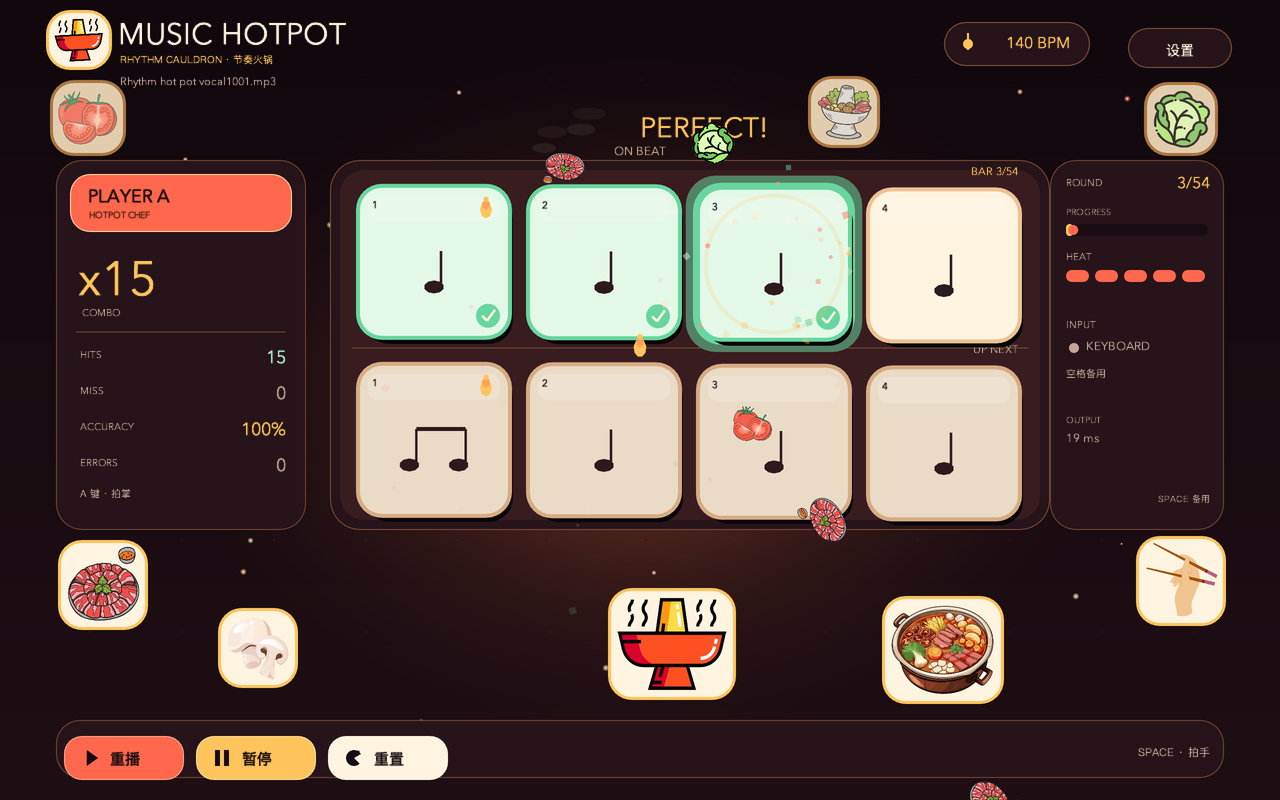 MUSIC HOTPOT
RHYTHM CAULDRON · 节奏火锅
Rhythm hot pot vocal1001.mp3
140 BPM
设置
PERFECT!
ON BEAT
PLAYER A
HOTPOT CHEF
x15
COMBO
HITS 15
MISS 0
ACCURACY 100%
ERRORS 0
A 键 · 拍掌
BAR 3/54
1 2 3 4
UP NEXT
1 2 3 4
ROUND 3/54
PROGRESS
HEAT
INPUT
KEYBOARD
空格备用
OUTPUT
19 ms
SPACE 备用
重播
暂停
重置
SPACE · 拍手